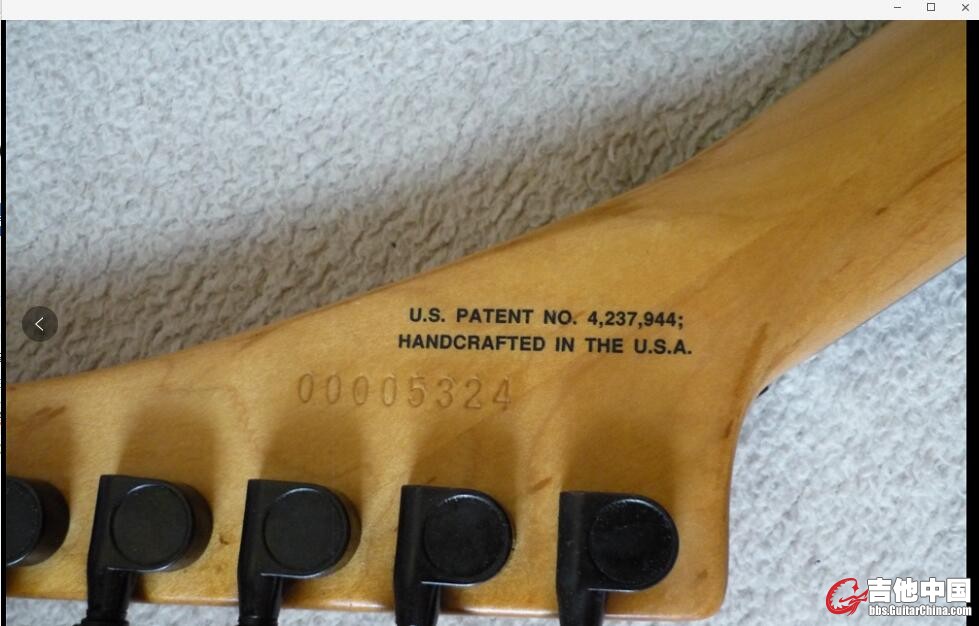 U.S. PATENT NO. 4,237,944;
HANDCRAFTED IN THE U.S.A.
00005324
吉他中国
bbs.GuitarChina.com